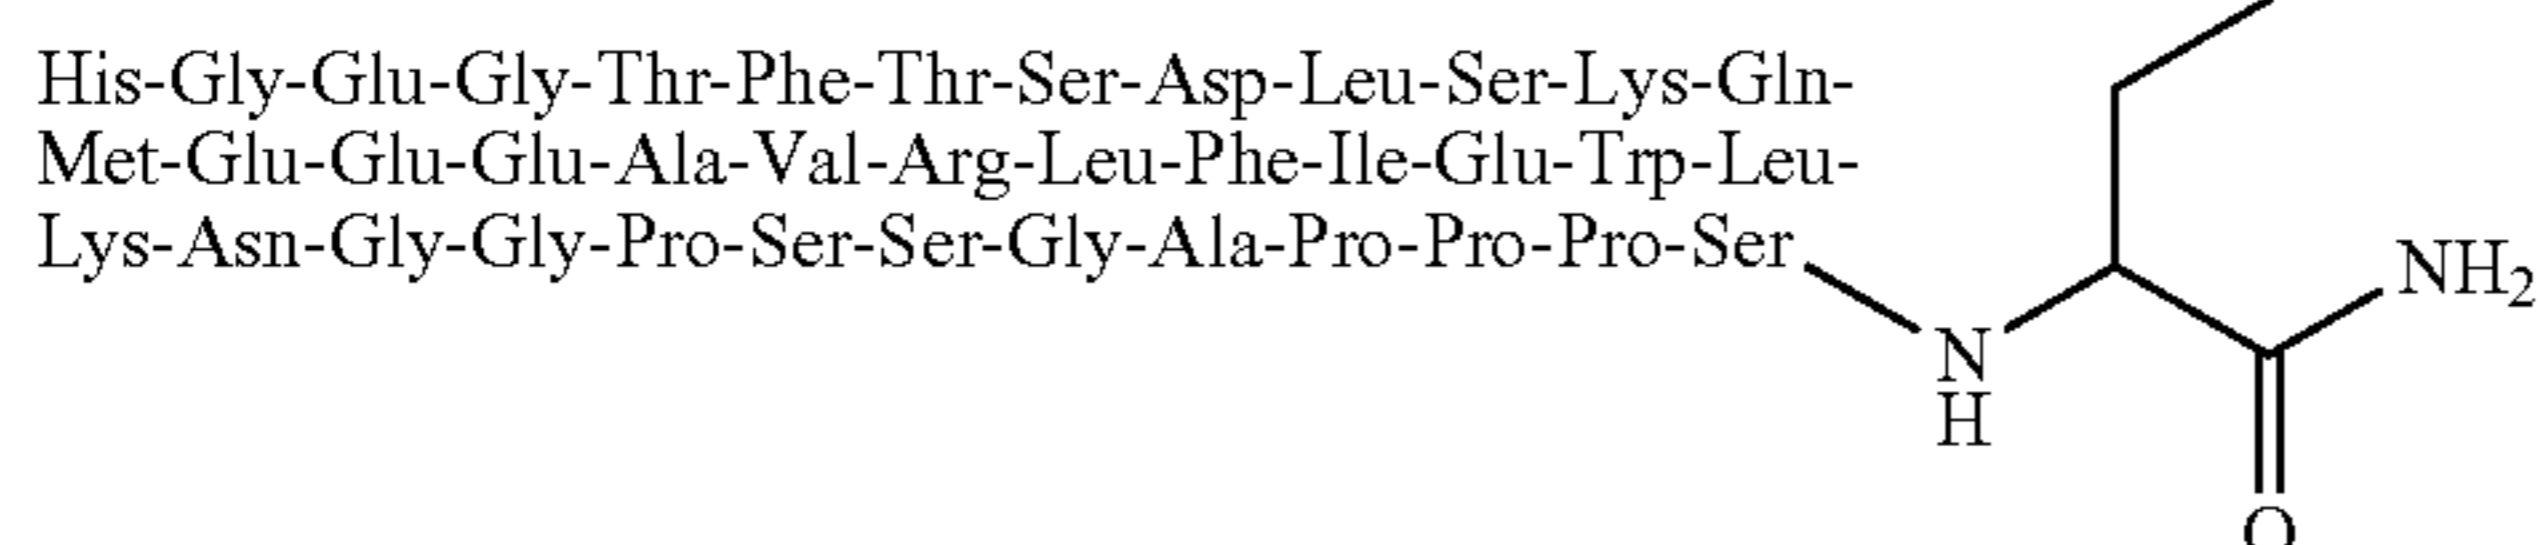 His-Gly-Glu-Gly-Thr-Phe-Thr-Ser-Asp-Leu-Ser-Lys-Gln-
Met-Glu-Glu-Glu-Ala-Val-Arg-Leu-Phe-Ile-Glu-Trp-Leu-
Lys-Asn-Gly-Gly-Pro-Ser-Ser-Gly-Ala-Pro-Pro-Pro-Ser
NH2
N
H
O